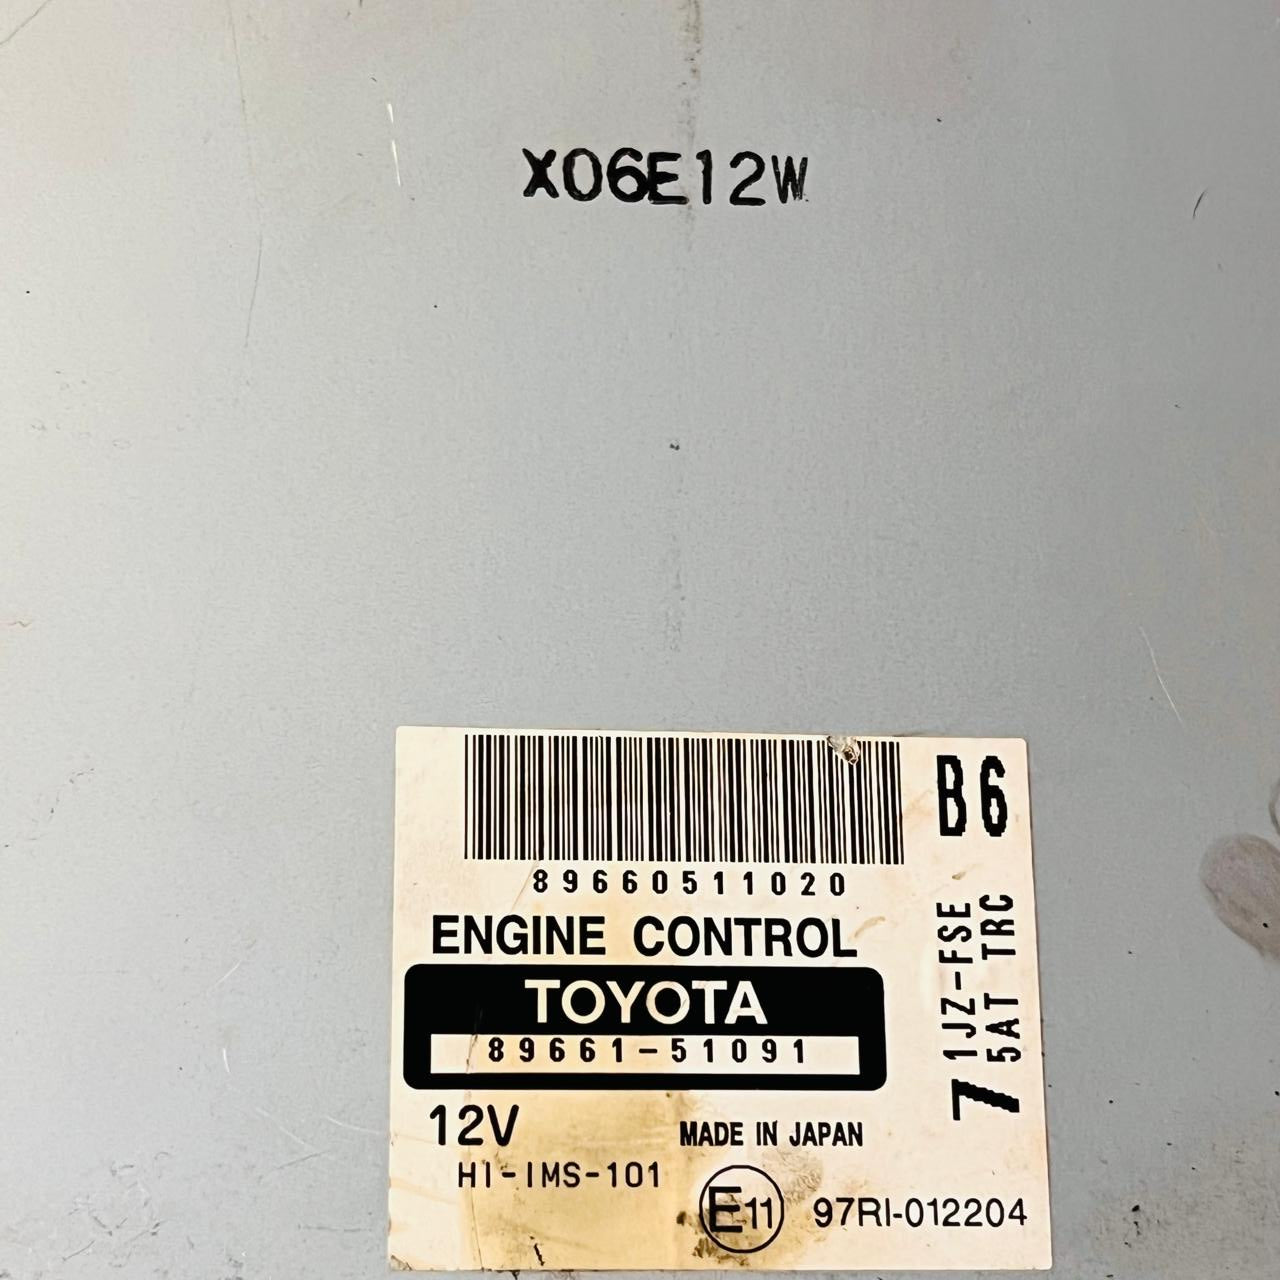 X06E12W
89660511020
ENGINE CONTROL
TOYOTA
89661-51091
12V
MADE IN JAPAN
HI-IMS-101
E11 97RI-012204
B6
7 1JZ-FSE
5AT TRC